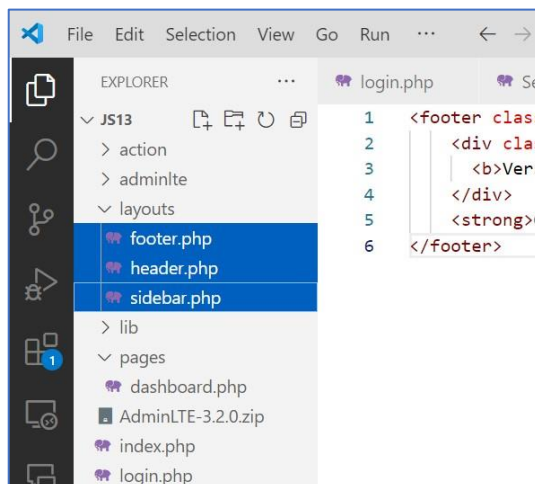 File Edit Selection View Go Run ... ← →
EXPLORER ...
login.php
JS13
action
adminlte
layouts
footer.php
header.php
sidebar.php
lib
pages
dashboard.php
AdminLTE-3.2.0.zip
index.php
login.php
1
1 <footer clas
2 <div clas
3 <b>Ver
4 </div>
5 <strong>
6 </footer>